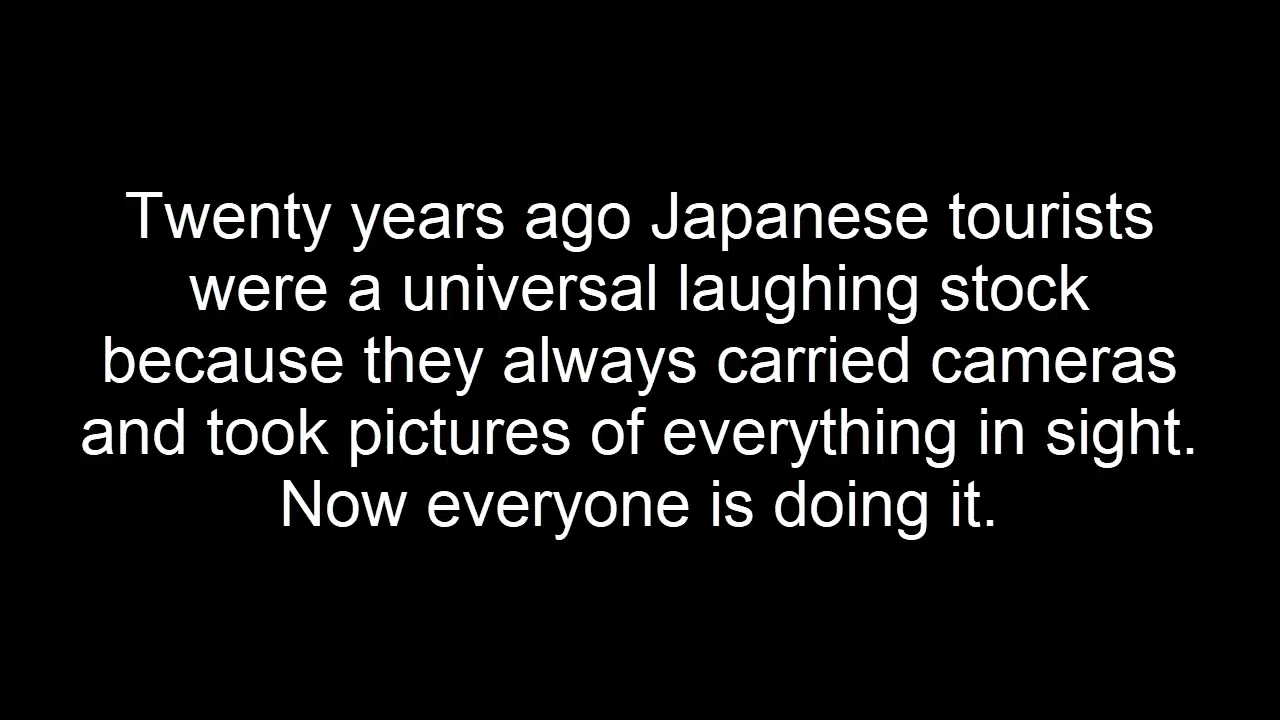 Twenty years ago Japanese tourists
were a universal laughing stock
because they always carried cameras
and took pictures of everything in sight.
Now everyone is doing it.